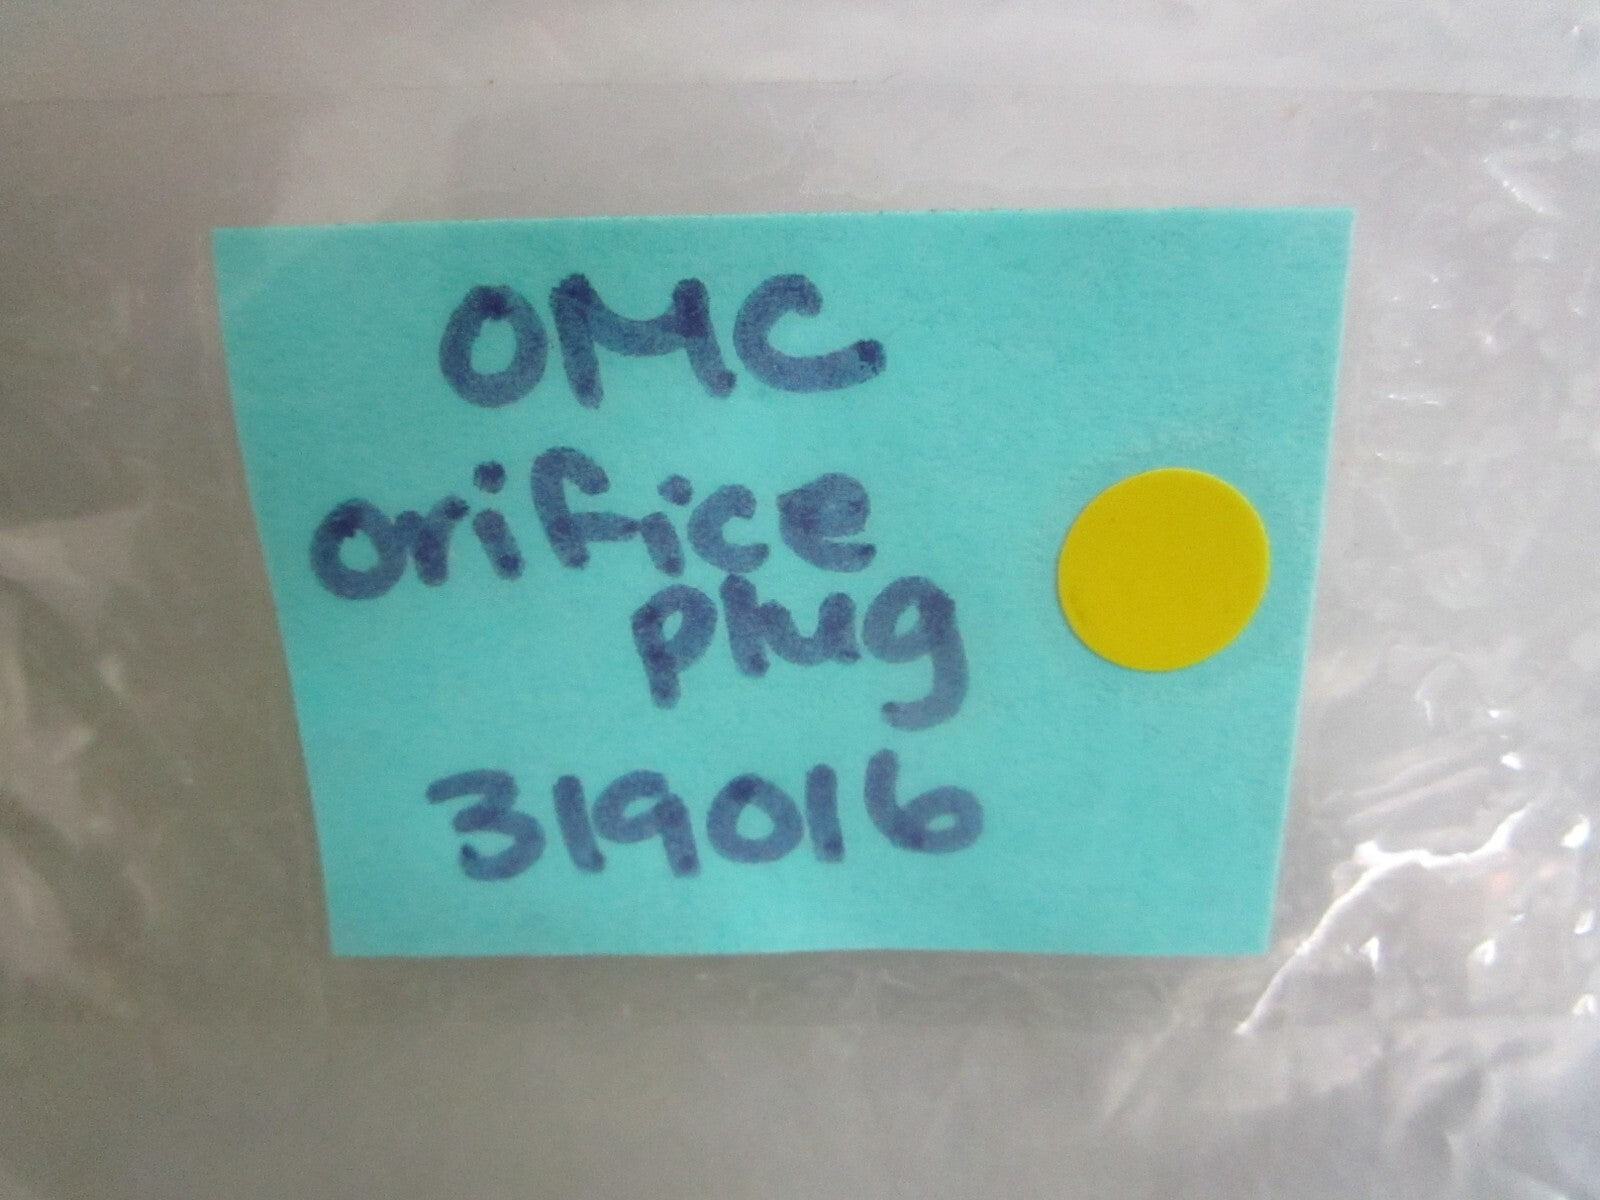 OMC
orifice
plug
319016